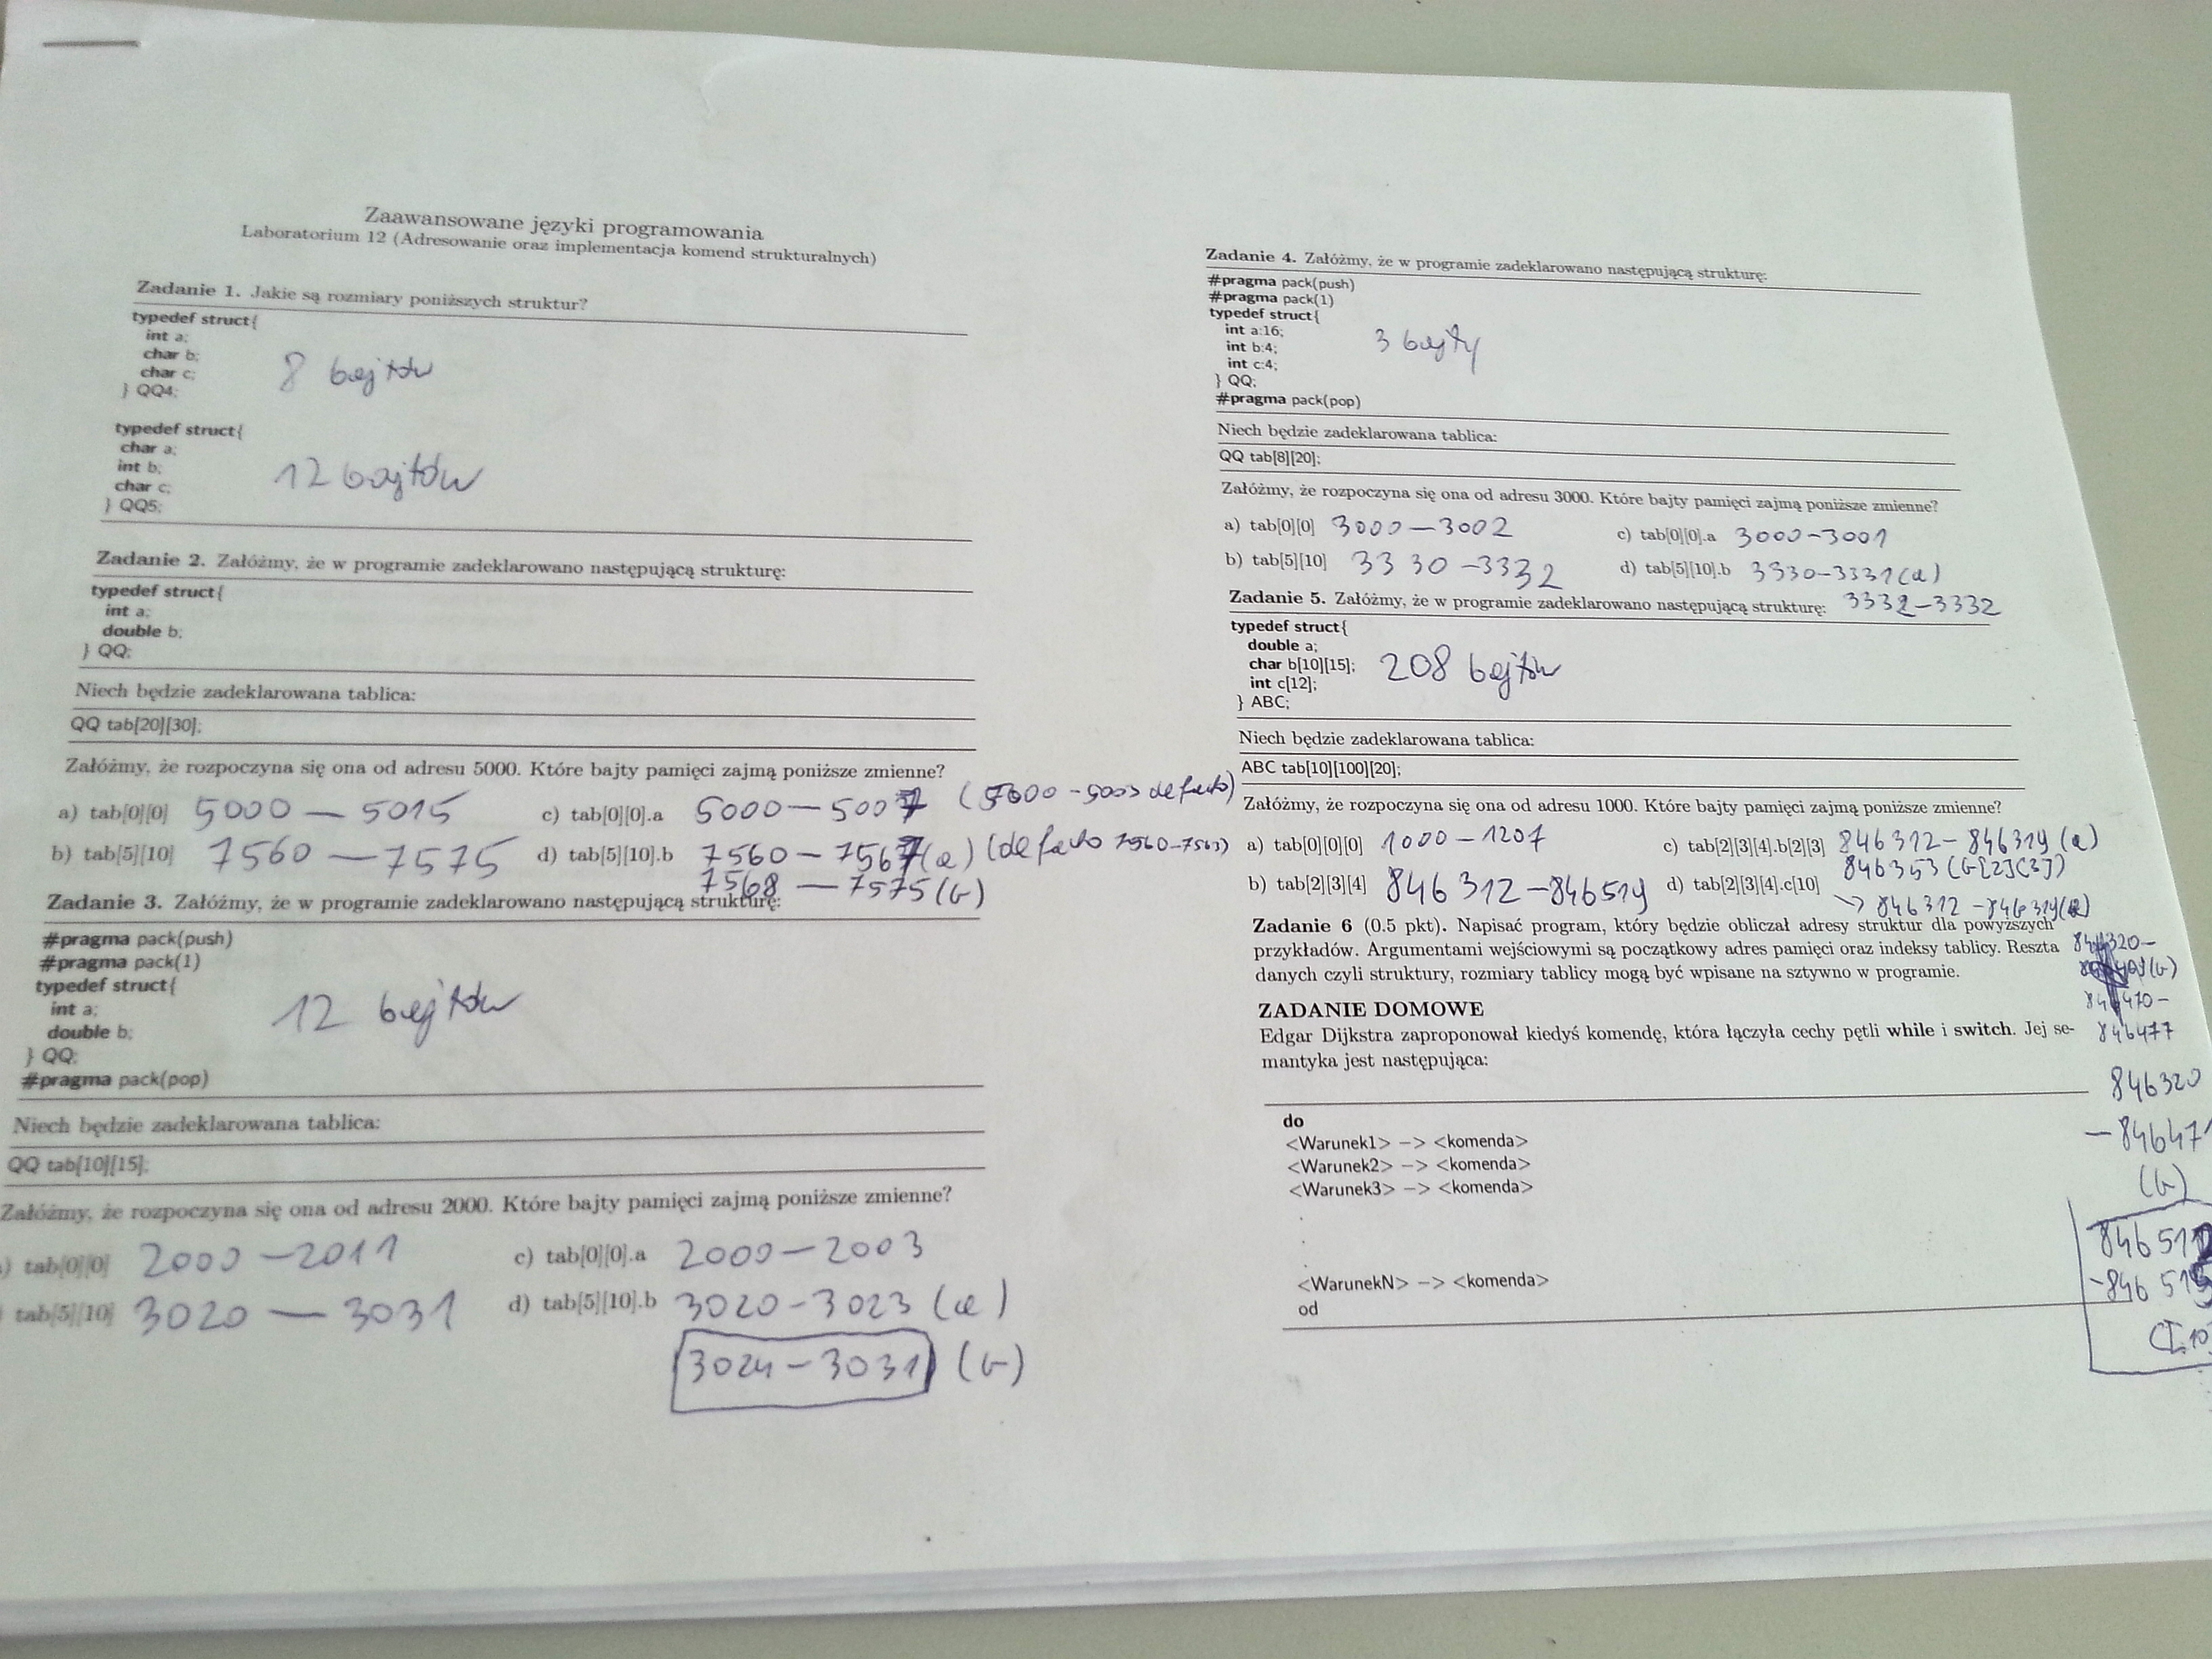 Zaawansowane języki programowania
Laboratorium 12 (Adresowanie oraz implementacja komend strukturalnych)
Zadanie 1. Jakie są rozmiary poniższych struktur?
typedef struct{
int a;
char b;
char c;
} QQ4;
8 bajtów
typedef struct{
char a;
int b;
char c;
} QQ5;
12 bajtów
Zadanie 2. Załóżmy, że w programie zadeklarowano następującą strukturę:
typedef struct{
int a;
double b;
} QQ;
Niech będzie zadeklarowana tablica:
QQ tab[20][30];
Załóżmy, że rozpoczyna się ona od adresu 5000. Które bajty pamięci zajmą poniższe zmienne?
a) tab[0][0] 5000 — 5015
c) tab[0][0].a 5000 — 5007 (5000 - 5003 de facto)
b) tab[5][10] 7560 — 7575
d) tab[5][10].b 7560 — 7567 (a) (de facto 7560-7563)
7568 — 7575 (b)
Zadanie 3. Załóżmy, że w programie zadeklarowano następującą strukturę:
#pragma pack(push)
#pragma pack(1)
typedef struct{
int a;
double b;
} QQ;
#pragma pack(pop)
12 bajtów
Niech będzie zadeklarowana tablica:
QQ tab[10][15];
Załóżmy, że rozpoczyna się ona od adresu 2000. Które bajty pamięci zajmą poniższe zmienne?
) tab[0][0] 2000 — 2011
c) tab[0][0].a 2000 — 2003
tab[5][10] 3020 — 3031
d) tab[5][10].b 3020 - 3023 (a)
3024 - 3031 (b)
Zadanie 4. Załóżmy, że w programie zadeklarowano następującą strukturę:
#pragma pack(push)
#pragma pack(1)
typedef struct{
int a:16;
int b:4;
int c:4;
} QQ;
#pragma pack(pop)
3 bajty
Niech będzie zadeklarowana tablica:
QQ tab[8][20];
Załóżmy, że rozpoczyna się ona od adresu 3000. Które bajty pamięci zajmą poniższe zmienne?
a) tab[0][0] 3000 — 3002
c) tab[0][0].a 3000 - 3001
b) tab[5][10] 3330 - 3332
d) tab[5][10].b 3330 - 3331 (a)
3332 - 3332
Zadanie 5. Załóżmy, że w programie zadeklarowano następującą strukturę:
typedef struct{
double a;
char b[10][15];
int c[12];
} ABC;
208 bajtów
Niech będzie zadeklarowana tablica:
ABC tab[10][100][20];
Załóżmy, że rozpoczyna się ona od adresu 1000. Które bajty pamięci zajmą poniższe zmienne?
a) tab[0][0][0] 1000 — 1207
c) tab[2][3][4].b[2][3] 846312 - 846319 (a)
846353 (b[2][3])
b) tab[2][3][4] 846312 - 846519
d) tab[2][3][4].c[10]
-> 846312 - 846319 (a)
Zadanie 6 (0.5 pkt). Napisać program, który będzie obliczał adresy struktur dla powyższych
przykładów. Argumentami wejściowymi są początkowy adres pamięci oraz indeksy tablicy. Reszta
danych czyli struktury, rozmiary tablicy mogą być wpisane na sztywno w programie.
846470 -
846477
846320
- 84647
(b)
ZADANIE DOMOWE
Edgar Dijkstra zaproponował kiedyś komendę, która łączyła cechy pętli while i switch. Jej se-
mantyka jest następująca:
do
<Warunek1> -> <komenda>
<Warunek2> -> <komenda>
<Warunek3> -> <komenda>
.
.
<WarunekN> -> <komenda>
od